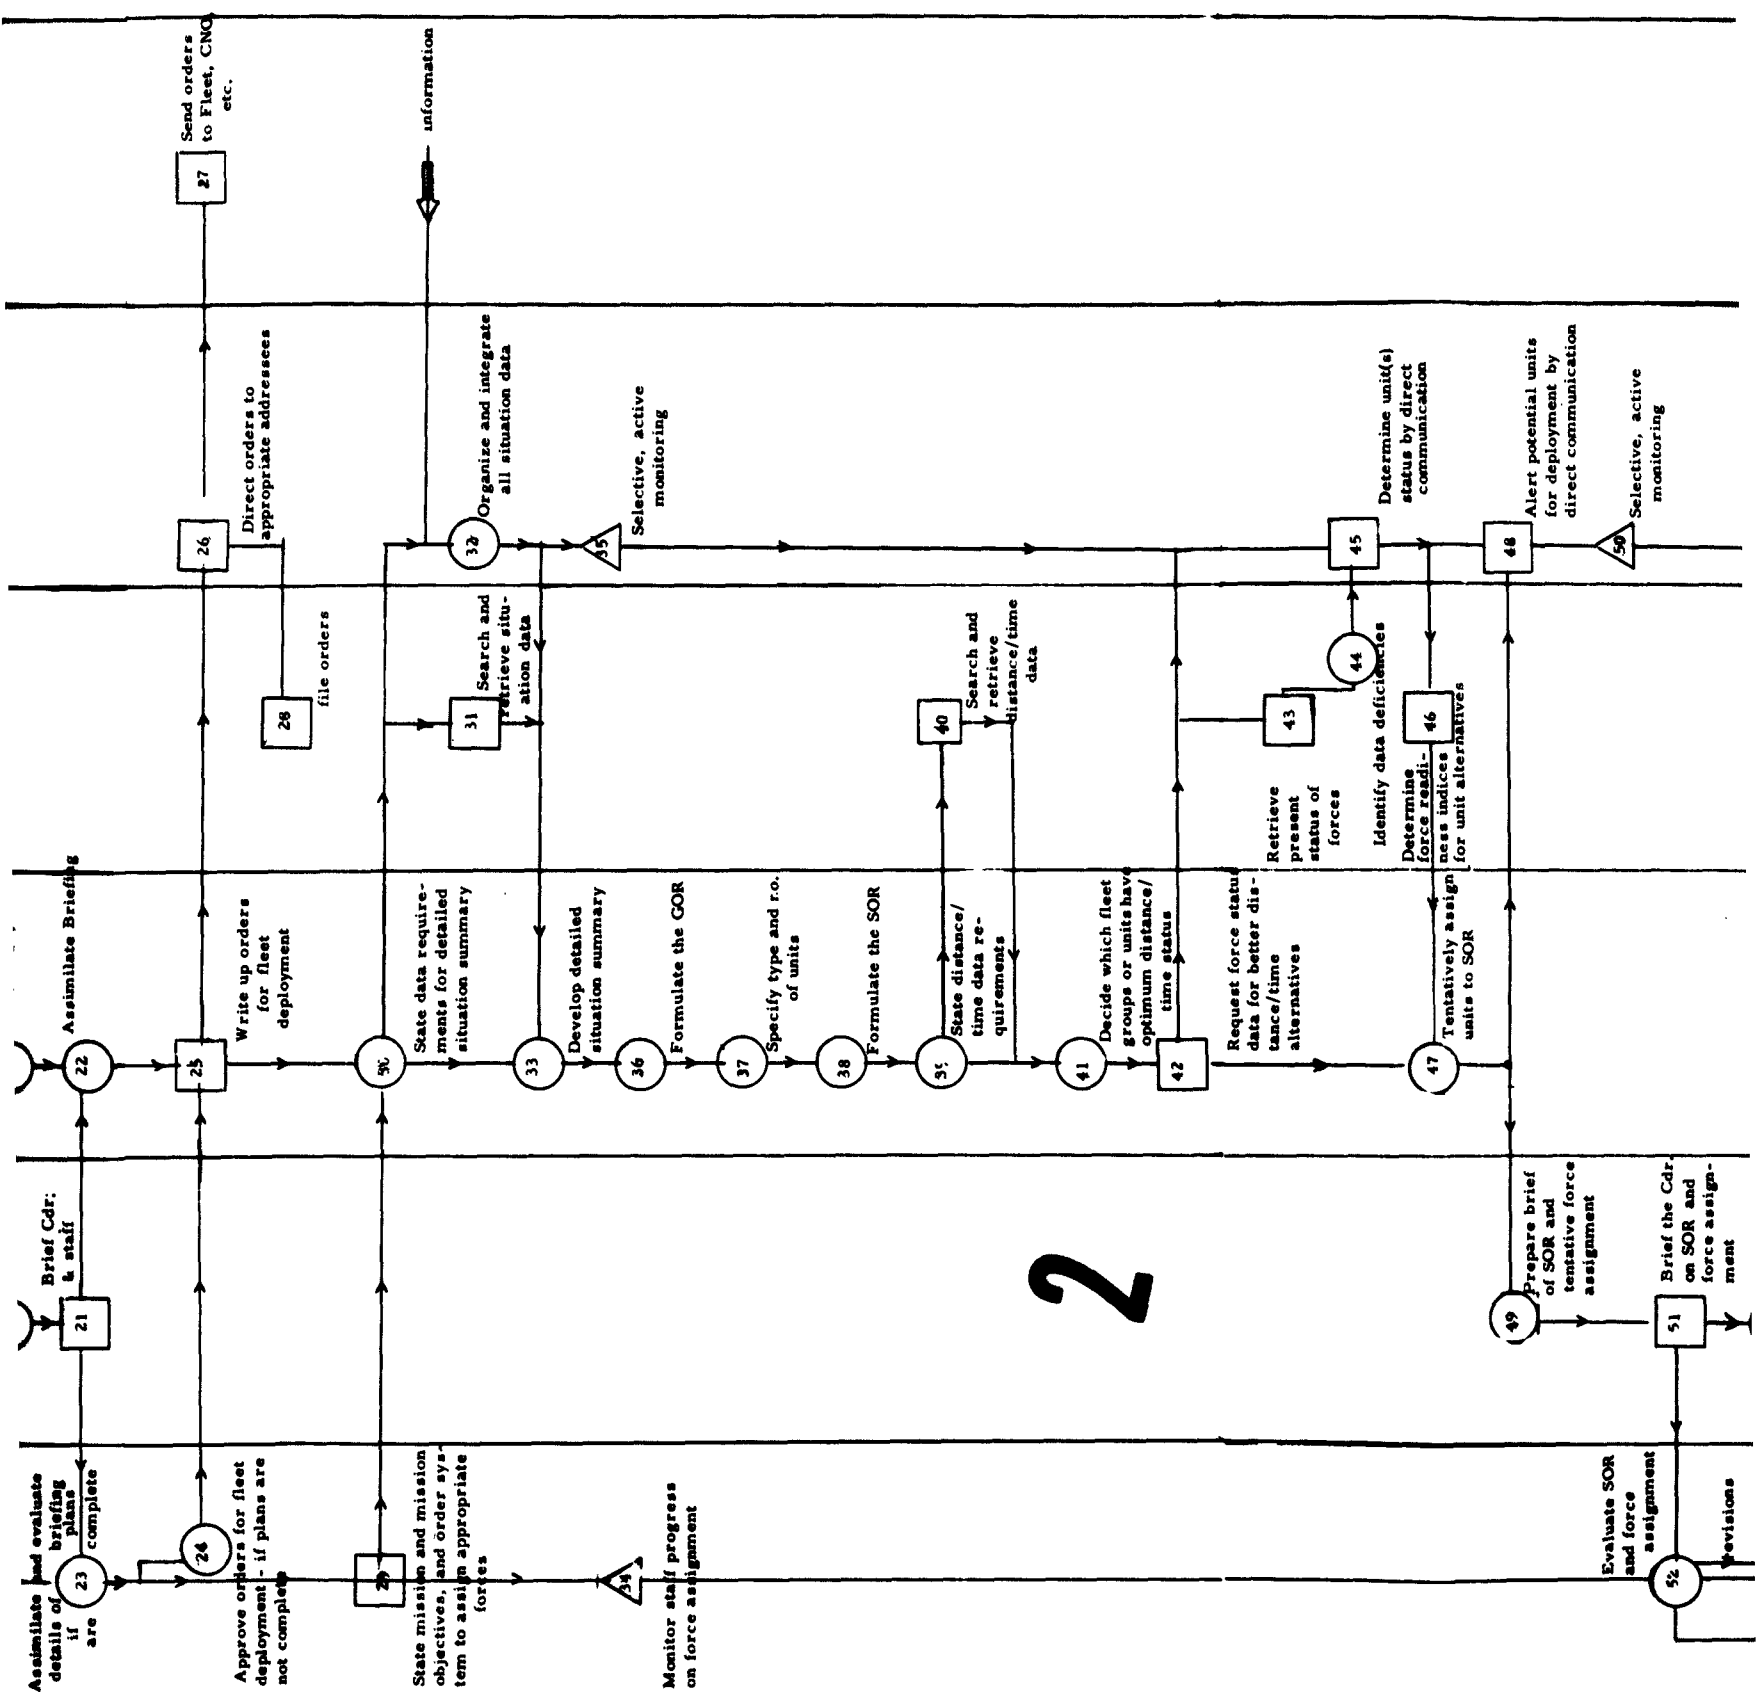 Send orders
to Fleet, CNO
etc.
27
information
Direct orders to
appropriate addressees
26
Organize and integrate
all situation data
32
Selective, active
monitoring
35
Determine unit(s)
status by direct
communication
45
Alert potential units
for deployment by
direct communication
48
Selective, active
monitoring
50
file orders
28
Search and
retrieve situ-
ation data
31
Search and
retrieve
distance/time
data
40
Retrieve
present
status of
forces
43
Identify data deficiencies
44
Determine
force readi-
ness indices
for unit alternatives
46
Assimilate Briefing
22
Write up orders
for fleet
deployment
25
State data require-
ments for detailed
situation summary
30
Develop detailed
situation summary
33
Formulate the GOR
36
Specify type and r.o.
of units
37
Formulate the SOR
38
State distance/
time data re-
quirements
39
Decide which fleet
groups or units have
optimum distance/
time status
41
Request force status
data for better dis-
tance/time
alternatives
42
Tentatively assign
units to SOR
47
Brief Cdr.
& staff
21
2
Prepare brief
of SOR and
tentative force
assignment
49
Brief the Cdr.
on SOR and
force assign-
ment
51
Assimilate and evaluate
details of briefing
if plans
are complete
23
Approve orders for fleet
deployment - if plans are
not complete
24
State mission and mission
objectives, and order sys-
tem to assign appropriate
forces
29
Monitor staff progress
on force assignment
34
Evaluate SOR
and force
assignment
52
revisions